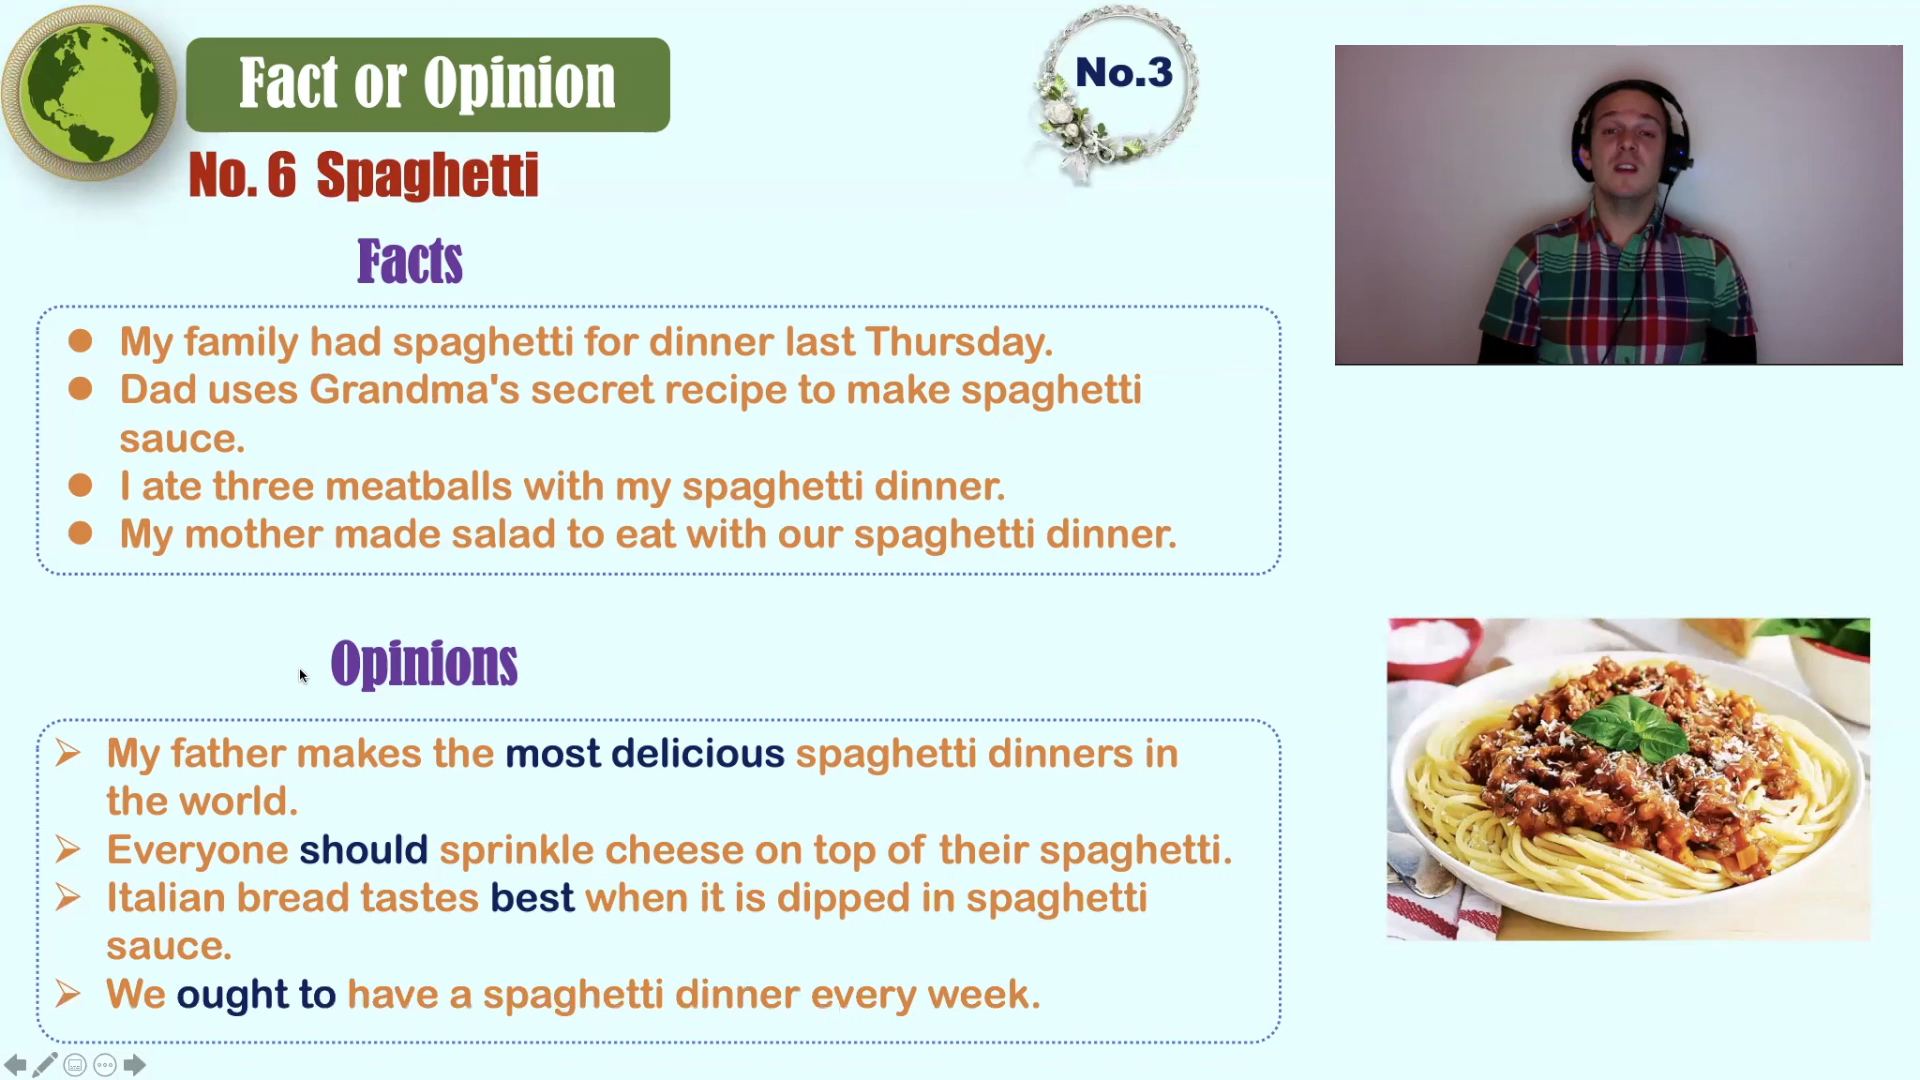 Fact or Opinion
No.3
No. 6 Spaghetti
Facts
● My family had spaghetti for dinner last Thursday.
● Dad uses Grandma's secret recipe to make spaghetti
sauce.
● I ate three meatballs with my spaghetti dinner.
● My mother made salad to eat with our spaghetti dinner.
Opinions
➢ My father makes the most delicious spaghetti dinners in
the world.
➢ Everyone should sprinkle cheese on top of their spaghetti.
➢ Italian bread tastes best when it is dipped in spaghetti
sauce.
➢ We ought to have a spaghetti dinner every week.